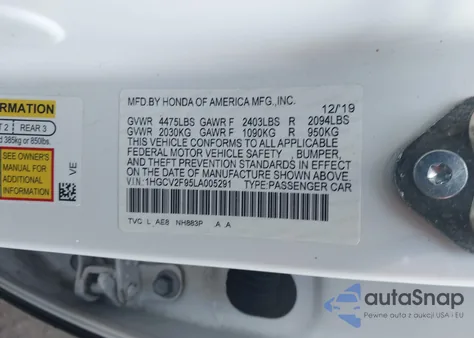 ORMATION
T 2 REAR 3
d 385kg or 850lbs.
SEE OWNER'S
MANUAL FOR
ADDITIONAL
INFORMATION
VE
MFD.BY HONDA OF AMERICA MFG.,INC. 12/'19
GVWR 4475LBS GAWR F 2403LBS R 2094LBS
GVWR 2030KG GAWR F 1090KG R 950KG
THIS VEHICLE CONFORMS TO ALL APPLICABLE
FEDERAL MOTOR VEHICLE SAFETY, BUMPER,
AND THEFT PREVENTION STANDARDS IN EFFECT
ON THE DATE OF MANUFACTURE SHOWN ABOVE.
V.I.N.:1HGCV2F95LA005291 TYPE:PASSENGER CAR
TVC L AE8 NH883P A A
autoSnap
Pewne auta z aukcji USA i EU